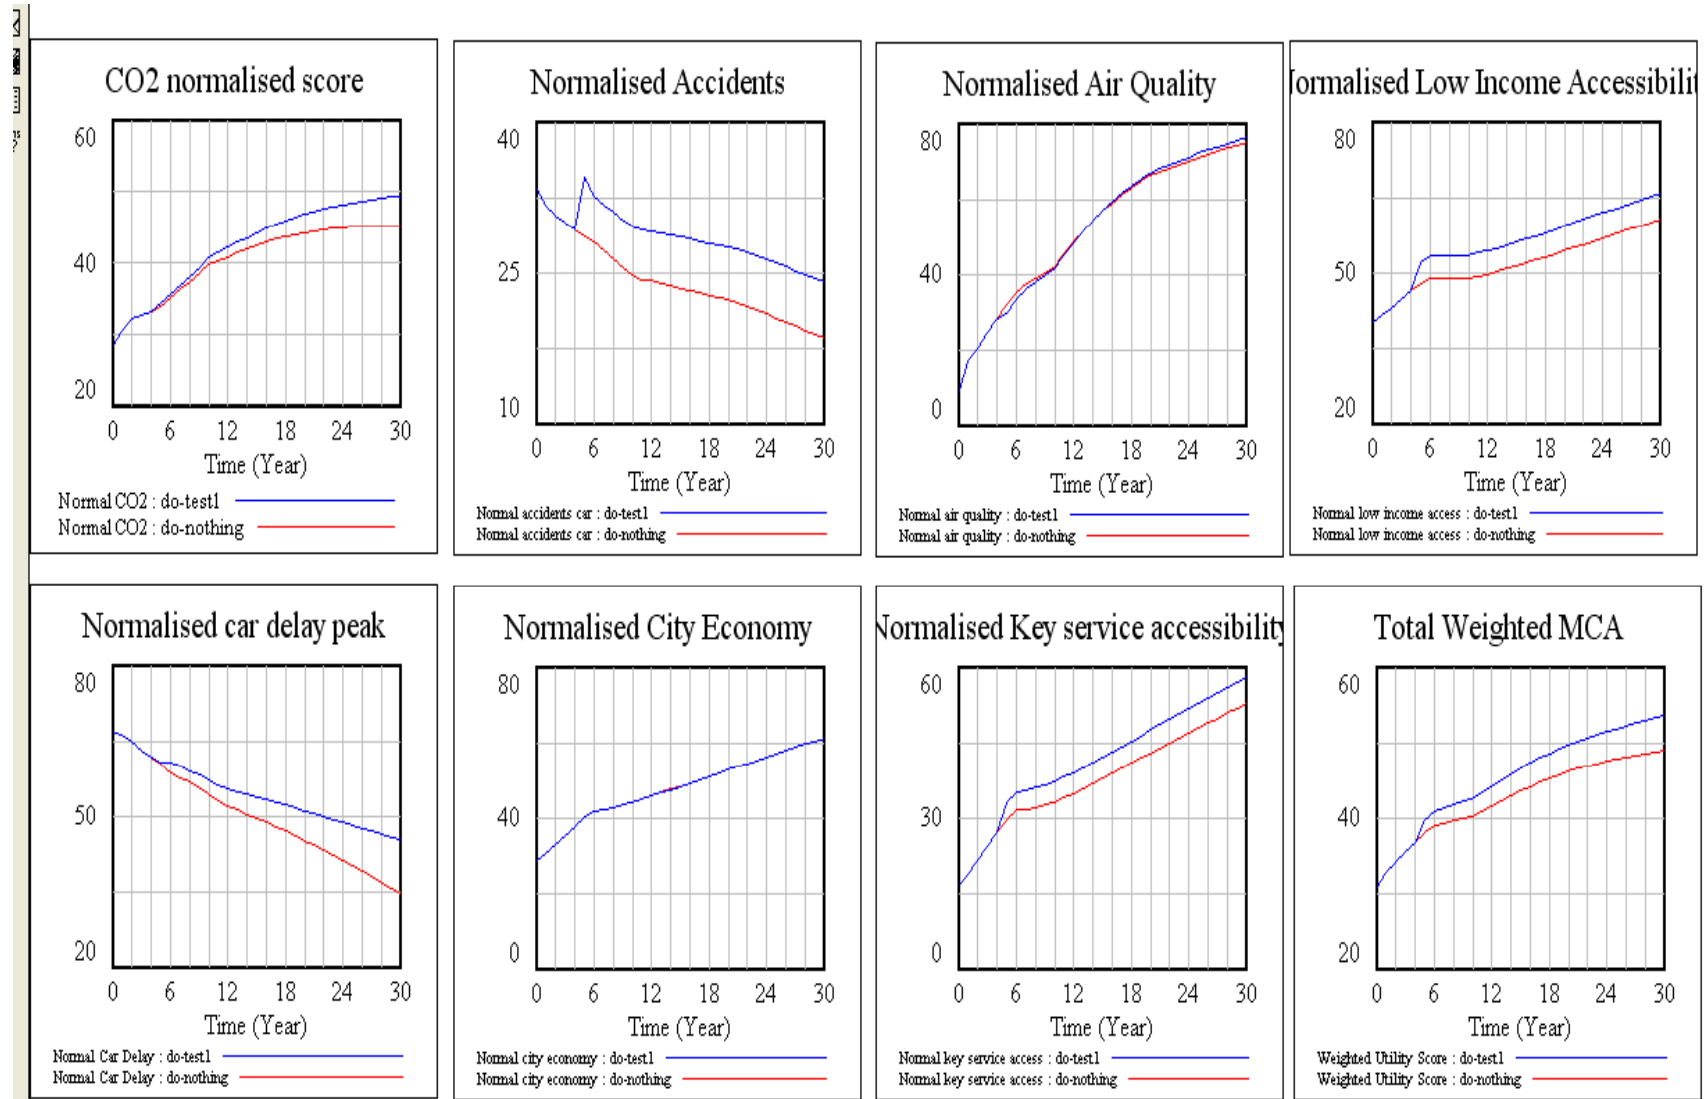 CO2 normalised score
60
40
20
0 6 12 18 24 30
Time (Year)
Normal CO2 : do-test1
Normal CO2 : do-nothing
Normalised Accidents
40
25
10
0 6 12 18 24 30
Time (Year)
Normal accidents car : do-test1
Normal accidents car : do-nothing
Normalised Air Quality
80
40
0
0 6 12 18 24 30
Time (Year)
Normal air quality : do-test1
Normal air quality : do-nothing
ormalised Low Income Accessibilit
80
50
20
0 6 12 18 24 30
Time (Year)
Normal low income access : do-test1
Normal low income access : do-nothing
Normalised car delay peak
80
50
20
0 6 12 18 24 30
Time (Year)
Normal Car Delay : do-test1
Normal Car Delay : do-nothing
Normalised City Economy
80
40
0
0 6 12 18 24 30
Time (Year)
Normal city economy : do-test1
Normal city economy : do-nothing
Normalised Key service accessibility
60
30
0
0 6 12 18 24 30
Time (Year)
Normal key service access : do-test1
Normal key service access : do-nothing
Total Weighted MCA
60
40
20
0 6 12 18 24 30
Time (Year)
Weighted Utility Score : do-test1
Weighted Utility Score : do-nothing